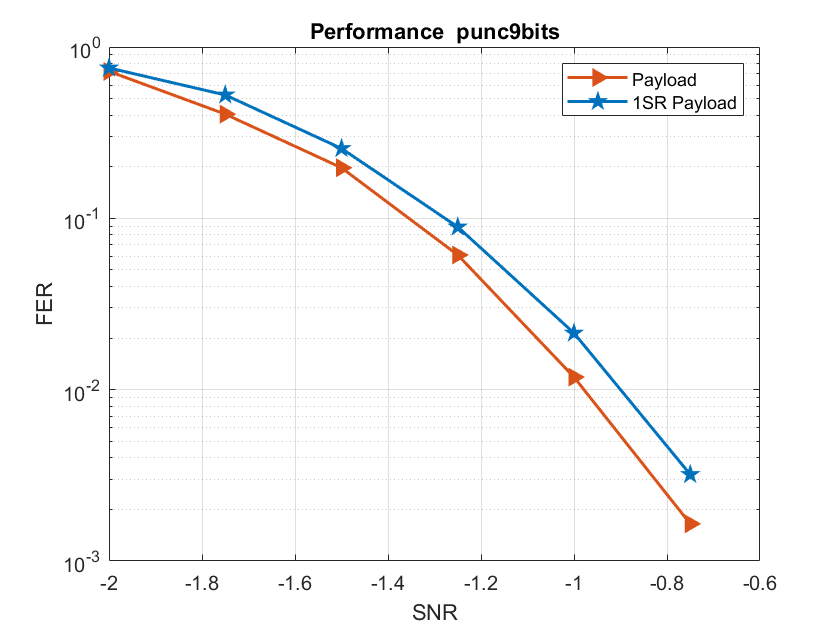 Performance  punc9bits
10^0
10^-1
10^-2
10^-3
FER
Payload
1SR Payload
-2 -1.8 -1.6 -1.4 -1.2 -1 -0.8 -0.6
SNR